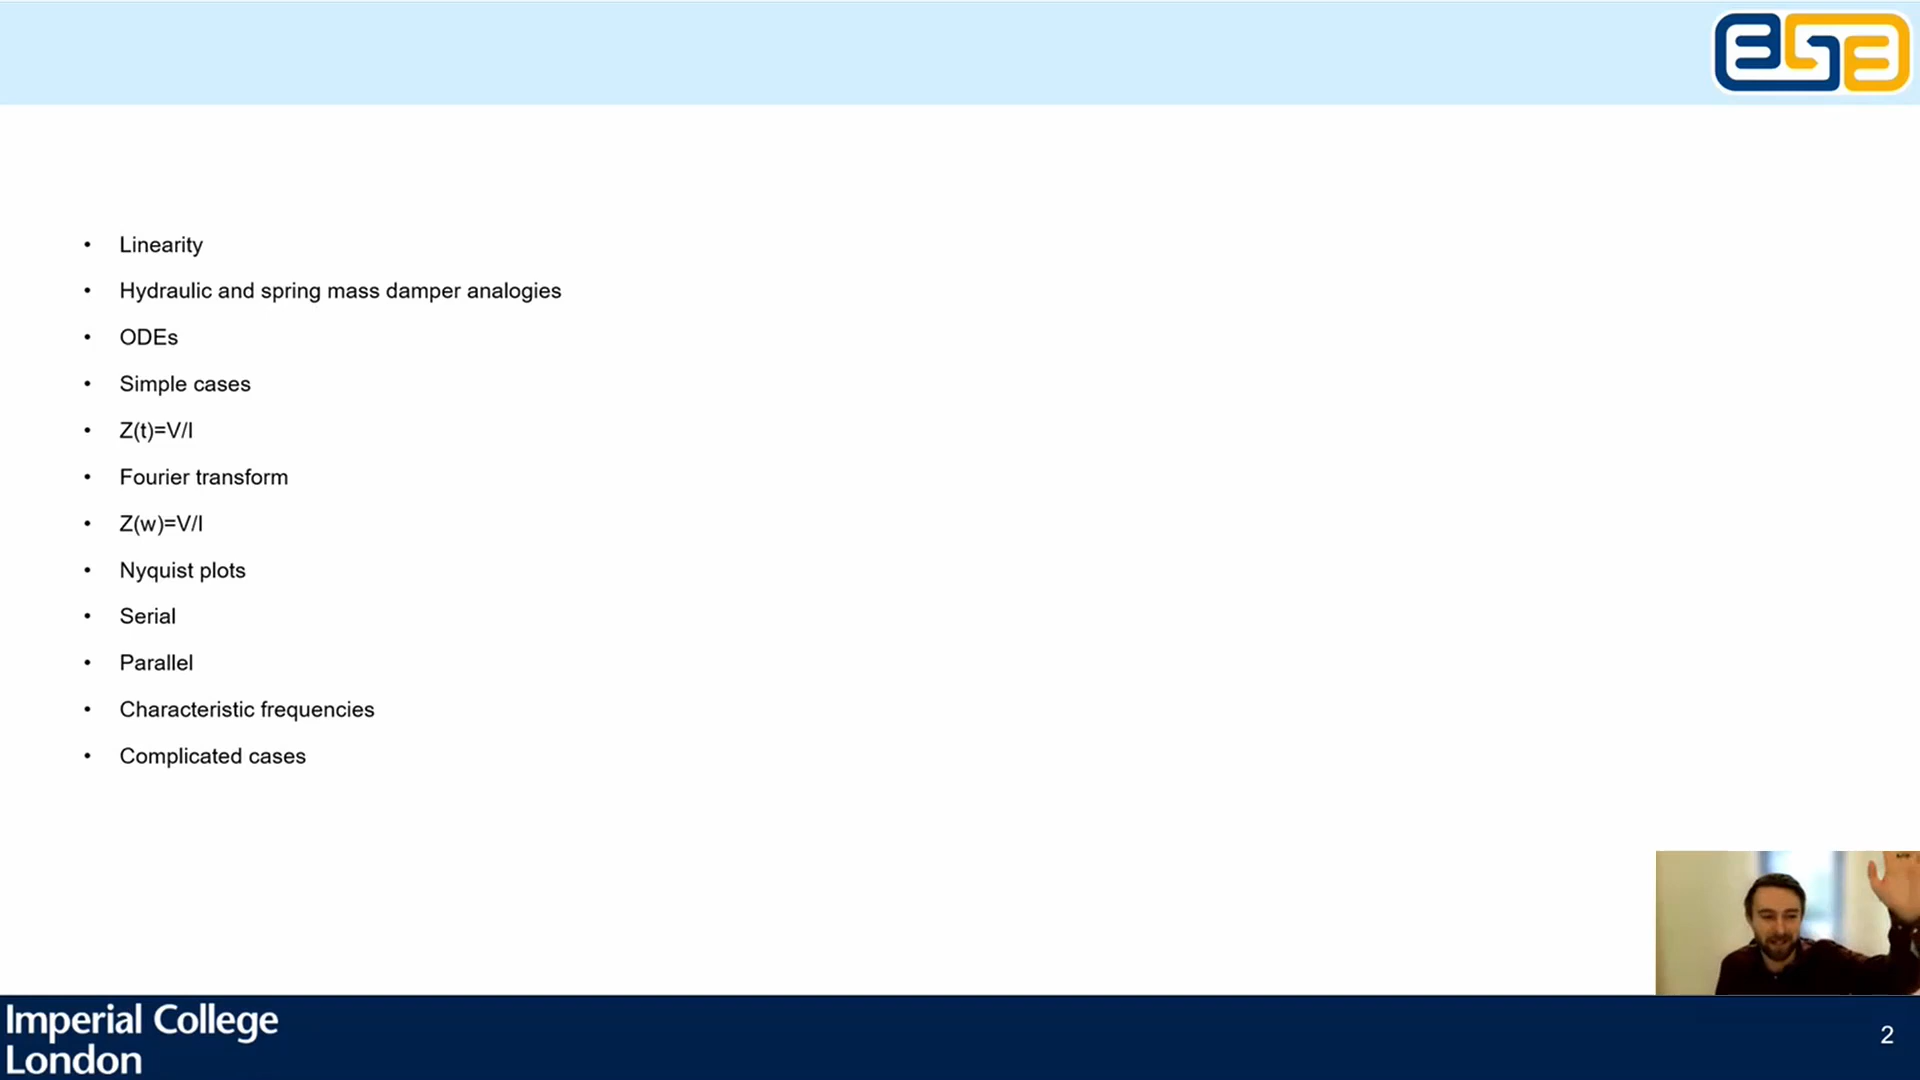 • Linearity
• Hydraulic and spring mass damper analogies
• ODEs
• Simple cases
• Z(t)=V/I
• Fourier transform
• Z(w)=V/I
• Nyquist plots
• Serial
• Parallel
• Characteristic frequencies
• Complicated cases
Imperial College
London
2